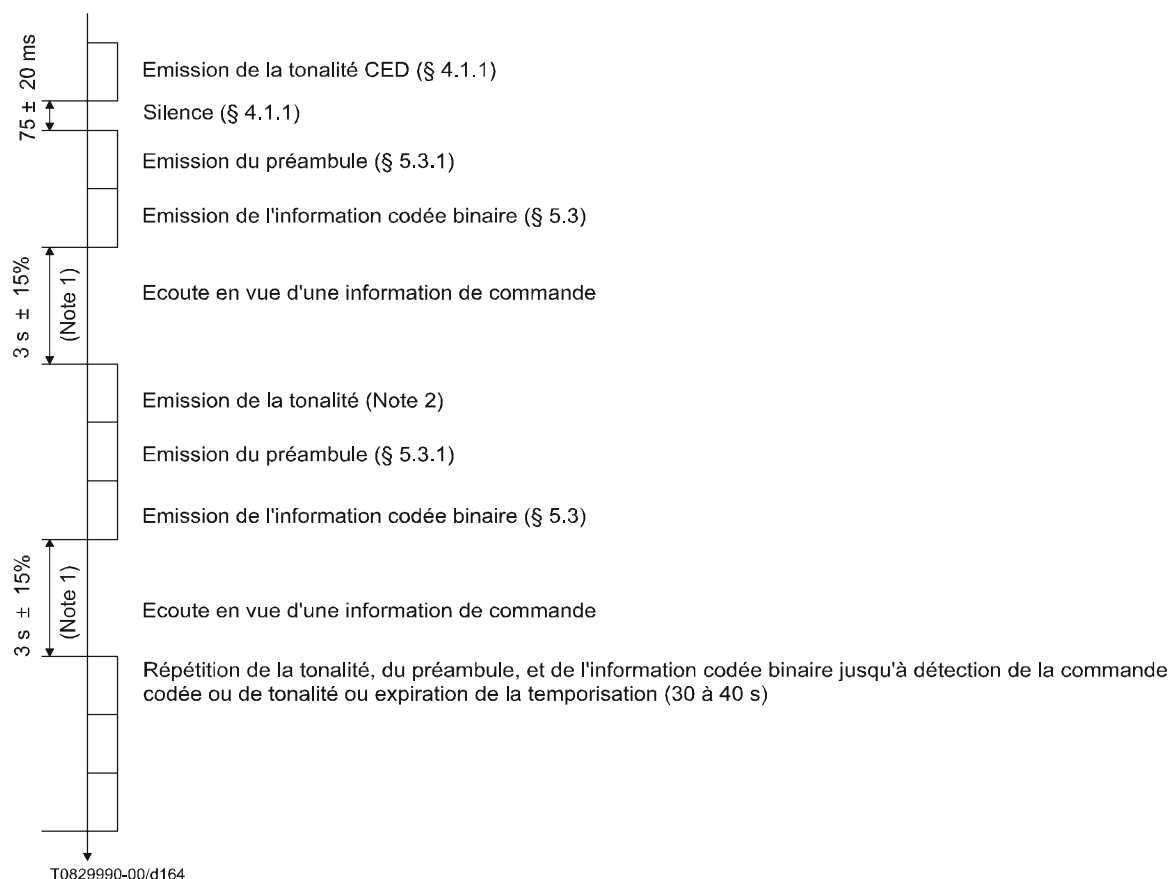 75 ± 20 ms
Emission de la tonalité CED (§ 4.1.1)
Silence (§ 4.1.1)
Emission du préambule (§ 5.3.1)
Emission de l'information codée binaire (§ 5.3)
3 s ± 15%
(Note 1)
Ecoute en vue d'une information de commande
Emission de la tonalité (Note 2)
Emission du préambule (§ 5.3.1)
Emission de l'information codée binaire (§ 5.3)
3 s ± 15%
(Note 1)
Ecoute en vue d'une information de commande
Répétition de la tonalité, du préambule, et de l'information codée binaire jusqu'à détection de la commande
codée ou de tonalité ou expiration de la temporisation (30 à 40 s)
T0829990-00/d164